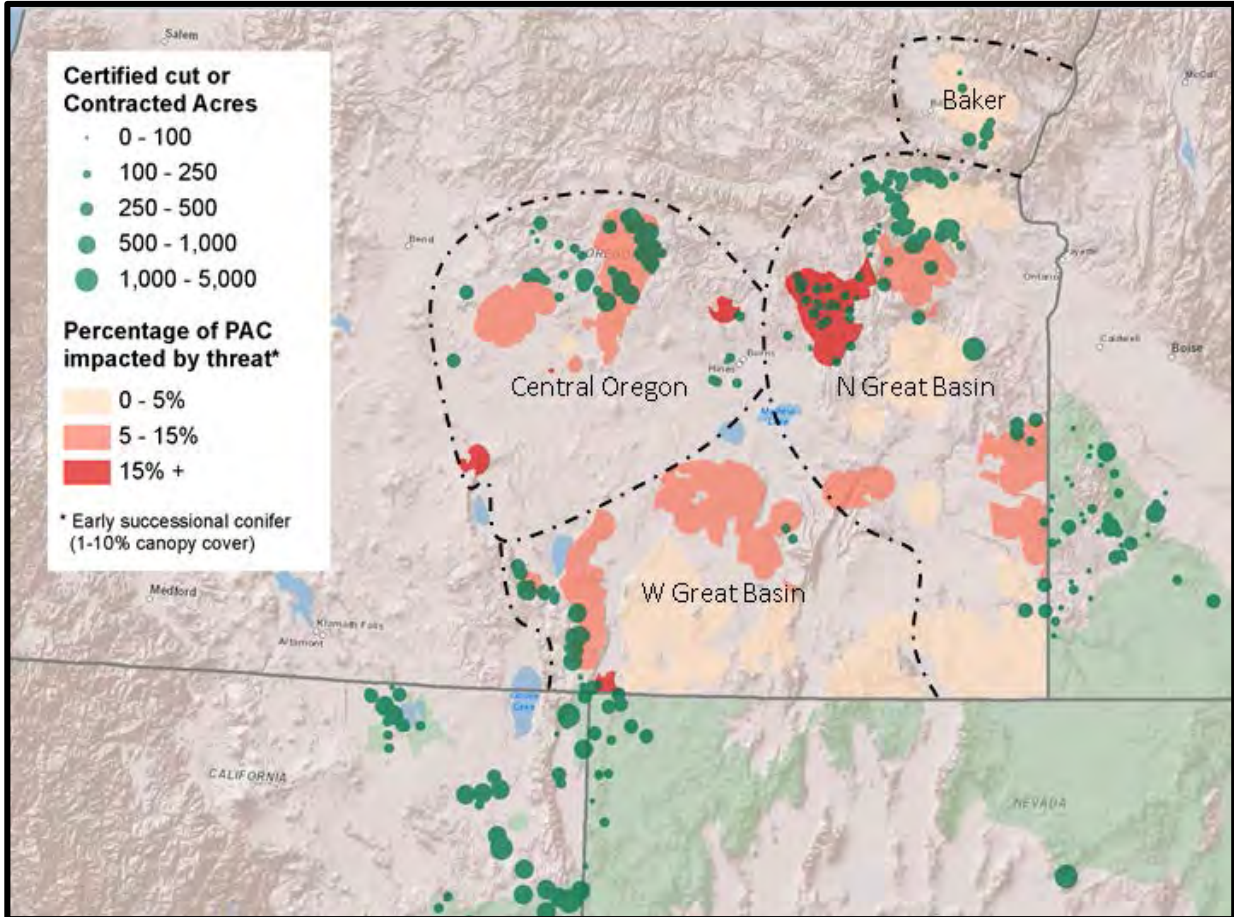 Salem
McCall
Certified cut or
Contracted Acres
0 - 100
100 - 250
250 - 500
500 - 1,000
1,000 - 5,000
Percentage of PAC
impacted by threat*
0 - 5%
5 - 15%
15% +
* Early successional conifer
(1-10% canopy cover)
Baker
Bend
Ontario
Caldwell
Boise
Burns
Hines
Central Oregon
N Great Basin
W Great Basin
Medford
Klamath Falls
Altamont
CALIFORNIA
NEVADA